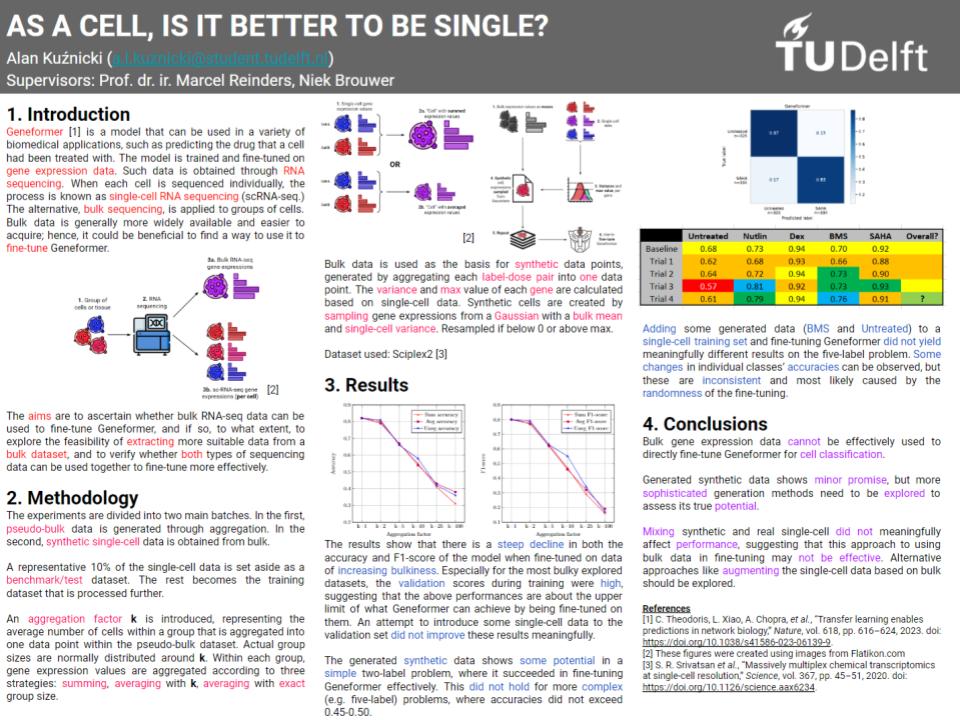 AS A CELL, IS IT BETTER TO BE SINGLE?
Alan Kuźnicki (a.l.kuznicki@student.tudelft.nl)
Supervisors: Prof. dr. ir. Marcel Reinders, Niek Brouwer
TU Delft
1. Introduction
Geneformer [1] is a model that can be used in a variety of
biomedical applications, such as predicting the drug that a cell
had been treated with. The model is trained and fine-tuned on
gene expression data. Such data is obtained through RNA
sequencing. When each cell is sequenced individually, the
process is known as single-cell RNA sequencing (scRNA-seq.)
The alternative, bulk sequencing, is applied to groups of cells.
Bulk data is generally more widely available and easier to
acquire; hence, it could be beneficial to find a way to use it to
fine-tune Geneformer.
1. Group of
cells or tissue
2. RNA
sequencing
3a. Bulk RNA-seq
gene expressions
3b. sc-RNA-seq gene
expressions (per cell)
[2]
The aims are to ascertain whether bulk RNA-seq data can be
used to fine-tune Geneformer, and if so, to what extent, to
explore the feasibility of extracting more suitable data from a
bulk dataset, and to verify whether both types of sequencing
data can be used together to fine-tune more effectively.
2. Methodology
The experiments are divided into two main batches. In the first,
pseudo-bulk data is generated through aggregation. In the
second, synthetic single-cell data is obtained from bulk.
A representative 10% of the single-cell data is set aside as a
benchmark/test dataset. The rest becomes the training
dataset that is processed further.
An aggregation factor k is introduced, representing the
average number of cells within a group that is aggregated into
one data point within the pseudo-bulk dataset. Actual group
sizes are normally distributed around k. Within each group,
gene expression values are aggregated according to three
strategies: summing, averaging with k, averaging with exact
group size.
1. Single-cell gene
expression values
2a. "Cell" with summed
expression values
OR
2b. "Cell" with averaged
expression values
[2]
Bulk data is used as the basis for synthetic data points,
generated by aggregating each label-dose pair into one data
point. The variance and max value of each gene are calculated
based on single-cell data. Synthetic cells are created by
sampling gene expressions from a Gaussian with a bulk mean
and single-cell variance. Resampled if below 0 or above max.
Dataset used: Sciplex2 [3]
3. Results
Accuracy
Sum accuracy
Avg accuracy
Aggregation factor
F1-score
Sum F1-score
Avg F1-score
Aggregation factor
The results show that there is a steep decline in both the
accuracy and F1-score of the model when fine-tuned on data
of increasing bulkiness. Especially for the most bulky explored
datasets, the validation scores during training were high,
suggesting that the above performances are about the upper
limit of what Geneformer can achieve by being fine-tuned on
them. An attempt to introduce some single-cell data to the
validation set did not improve these results meaningfully.
The generated synthetic data shows some potential in a
simple two-label problem, where it succeeded in fine-tuning
Geneformer effectively. This did not hold for more complex
(e.g. five-label) problems, where accuracies did not exceed
0.45-0.50.
Geneformer
Untreated
SAHA
True label
Untreated
SAHA
Predicted label
Untreated Nutlin Dex BMS SAHA Overall?
Baseline 0.68 0.73 0.94 0.70 0.92
Trial 1 0.62 0.68 0.93 0.66 0.88
Trial 2 0.64 0.72 0.94 0.73 0.90
Trial 3 0.57 0.81 0.92 0.73 0.93
Trial 4 0.61 0.79 0.94 0.76 0.91 ?
Adding some generated data (BMS and Untreated) to a
single-cell training set and fine-tuning Geneformer did not yield
meaningfully different results on the five-label problem. Some
changes in individual classes' accuracies can be observed, but
these are inconsistent and most likely caused by the
randomness of the fine-tuning.
4. Conclusions
Bulk gene expression data cannot be effectively used to
directly fine-tune Geneformer for cell classification.
Generated synthetic data shows minor promise, but more
sophisticated generation methods need to be explored to
assess its true potential.
Mixing synthetic and real single-cell did not meaningfully
affect performance, suggesting that this approach to using
bulk data in fine-tuning may not be effective. Alternative
approaches like augmenting the single-cell data based on bulk
should be explored.
References
[1] C. Theodoris, L. Xiao, A. Chopra, et al., "Transfer learning enables
predictions in network biology," Nature, vol. 618, pp. 616–624, 2023. doi:
https://doi.org/10.1038/s41586-023-06139-9.
[2] These figures were created using images from Flatikon.com
[3] S. R. Srivatsan et al., "Massively multiplex chemical transcriptomics
at single-cell resolution," Science, vol. 367, pp. 45–51, 2020. doi:
https://doi.org/10.1126/science.aax6234.